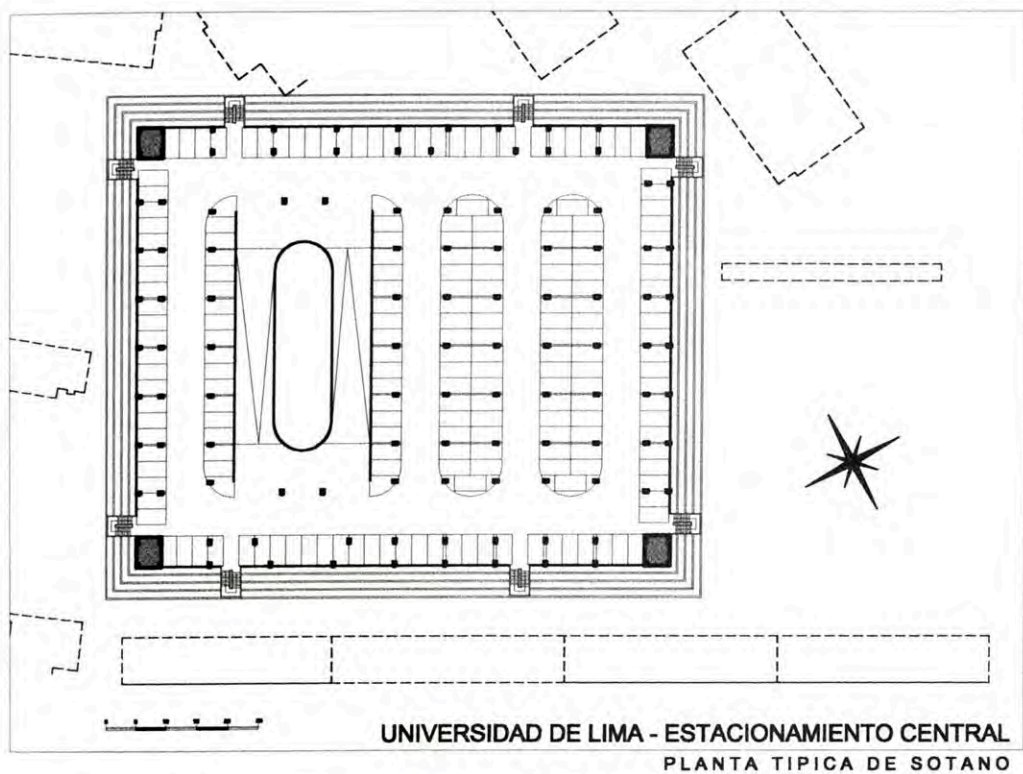 UNIVERSIDAD DE LIMA - ESTACIONAMIENTO CENTRAL
PLANTA TIPICA DE SOTANO